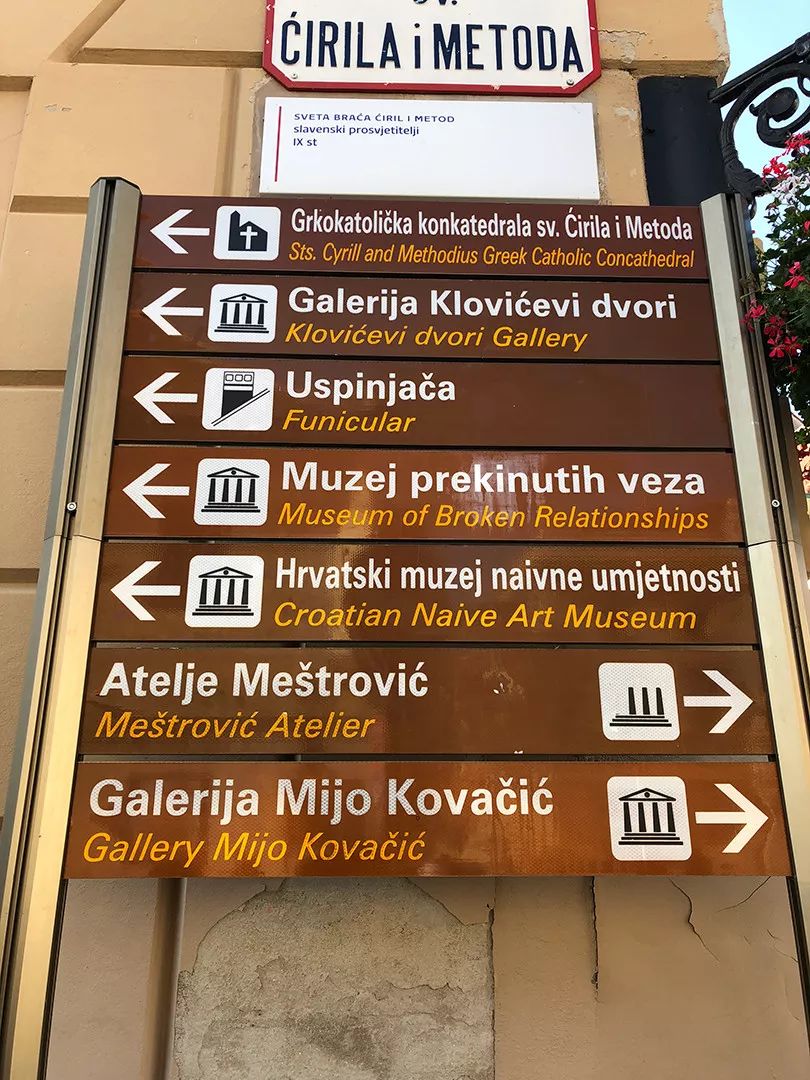 sv.
ĆIRILA i METODA
SVETA BRAĆA ĆIRIL I METOD
slavenski prosvjetitelji
IX st
Grkokatolička konkatedrala sv. Ćirila i Metoda
Sts. Cyrill and Methodius Greek Catholic Concathedral
Galerija Klovićevi dvori
Klovićevi dvori Gallery
Uspinjača
Funicular
Muzej prekinutih veza
Museum of Broken Relationships
Hrvatski muzej naivne umjetnosti
Croatian Naive Art Museum
Atelje Meštrović
Meštrović Atelier
Galerija Mijo Kovačić
Gallery Mijo Kovačić